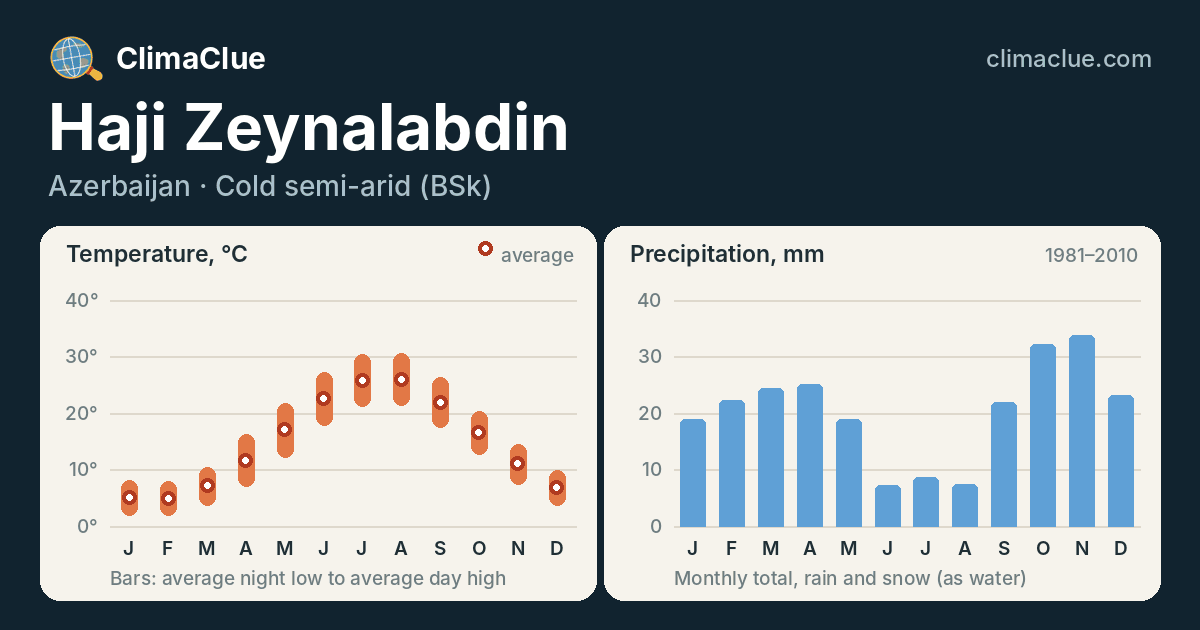 ClimaClue
climaclue.com
Haji Zeynalabdin
Azerbaijan · Cold semi-arid (BSk)
Temperature, °C
average
40°
30°
20°
10°
0°
J F M A M J J A S O N D
Bars: average night low to average day high
Precipitation, mm
1981–2010
40
30
20
10
0
J F M A M J J A S O N D
Monthly total, rain and snow (as water)